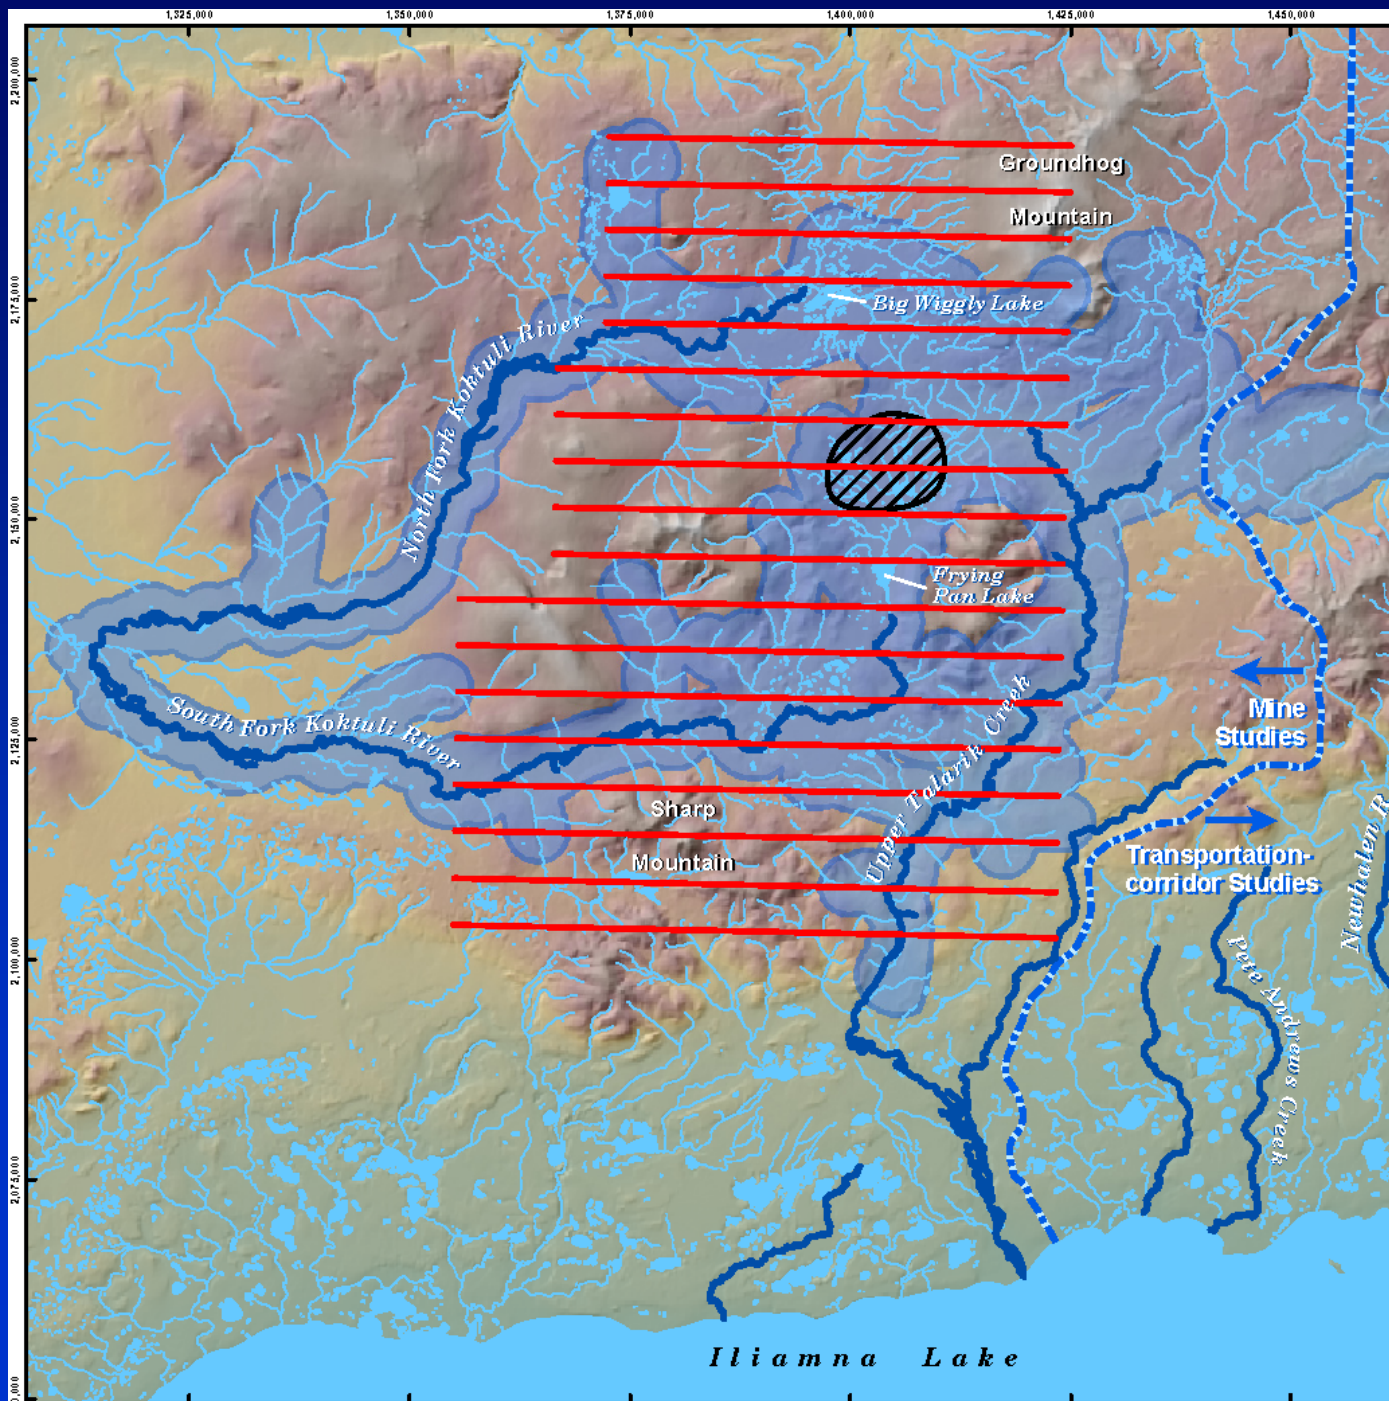 1,325,000
1,350,000
1,375,000
1,400,000
1,425,000
1,450,000
2,200,000
2,175,000
2,150,000
2,125,000
2,100,000
2,075,000
Groundhog
Mountain
Big Wiggly Lake
North Fork Koktuli River
Frying
Pan Lake
South Fork Koktuli River
Upper Talarik Creek
Mine
Studies
Sharp
Mountain
Transportation-
corridor Studies
Newhalen R
Pete Andrews Creek
Iliamna Lake